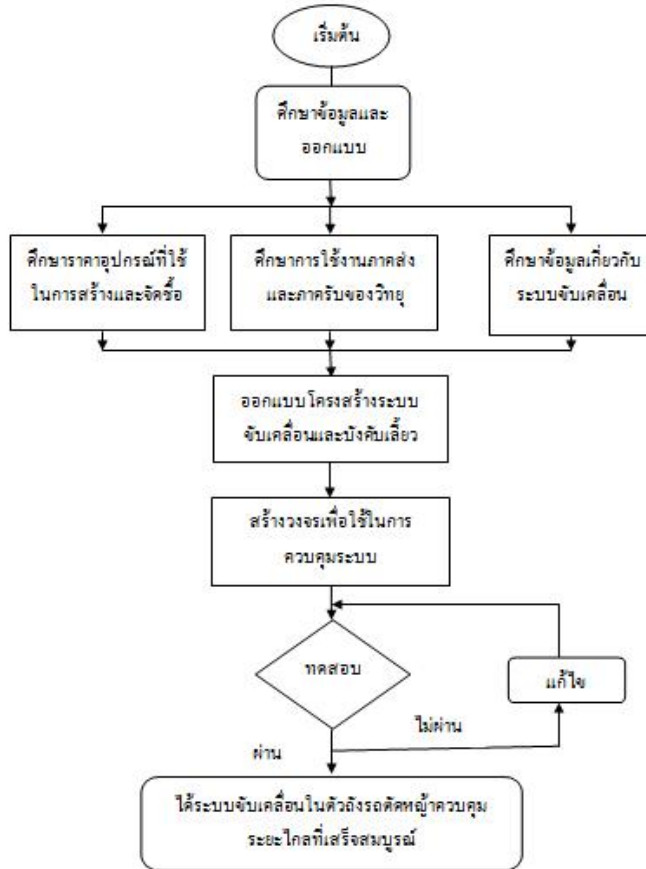 เริ่มต้น
ศึกษาข้อมูลและ
ออกแบบ
ศึกษาราคาอุปกรณ์ที่ใช้
ในการสร้างและจัดซื้อ
ศึกษาการใช้งานภาคส่ง
และภาครับของวิทยุ
ศึกษาข้อมูลเกี่ยวกับ
ระบบขับเคลื่อน
ออกแบบโครงสร้างระบบ
ขับเคลื่อนและบังคับเลี้ยว
สร้างวงจรเพื่อใช้ในการ
ควบคุมระบบ
ทดสอบ
แก้ไข
ไม่ผ่าน
ผ่าน
ได้ระบบขับเคลื่อนในตัวถังรถตัดหญ้าควบคุม
ระยะไกลที่เสร็จสมบูรณ์